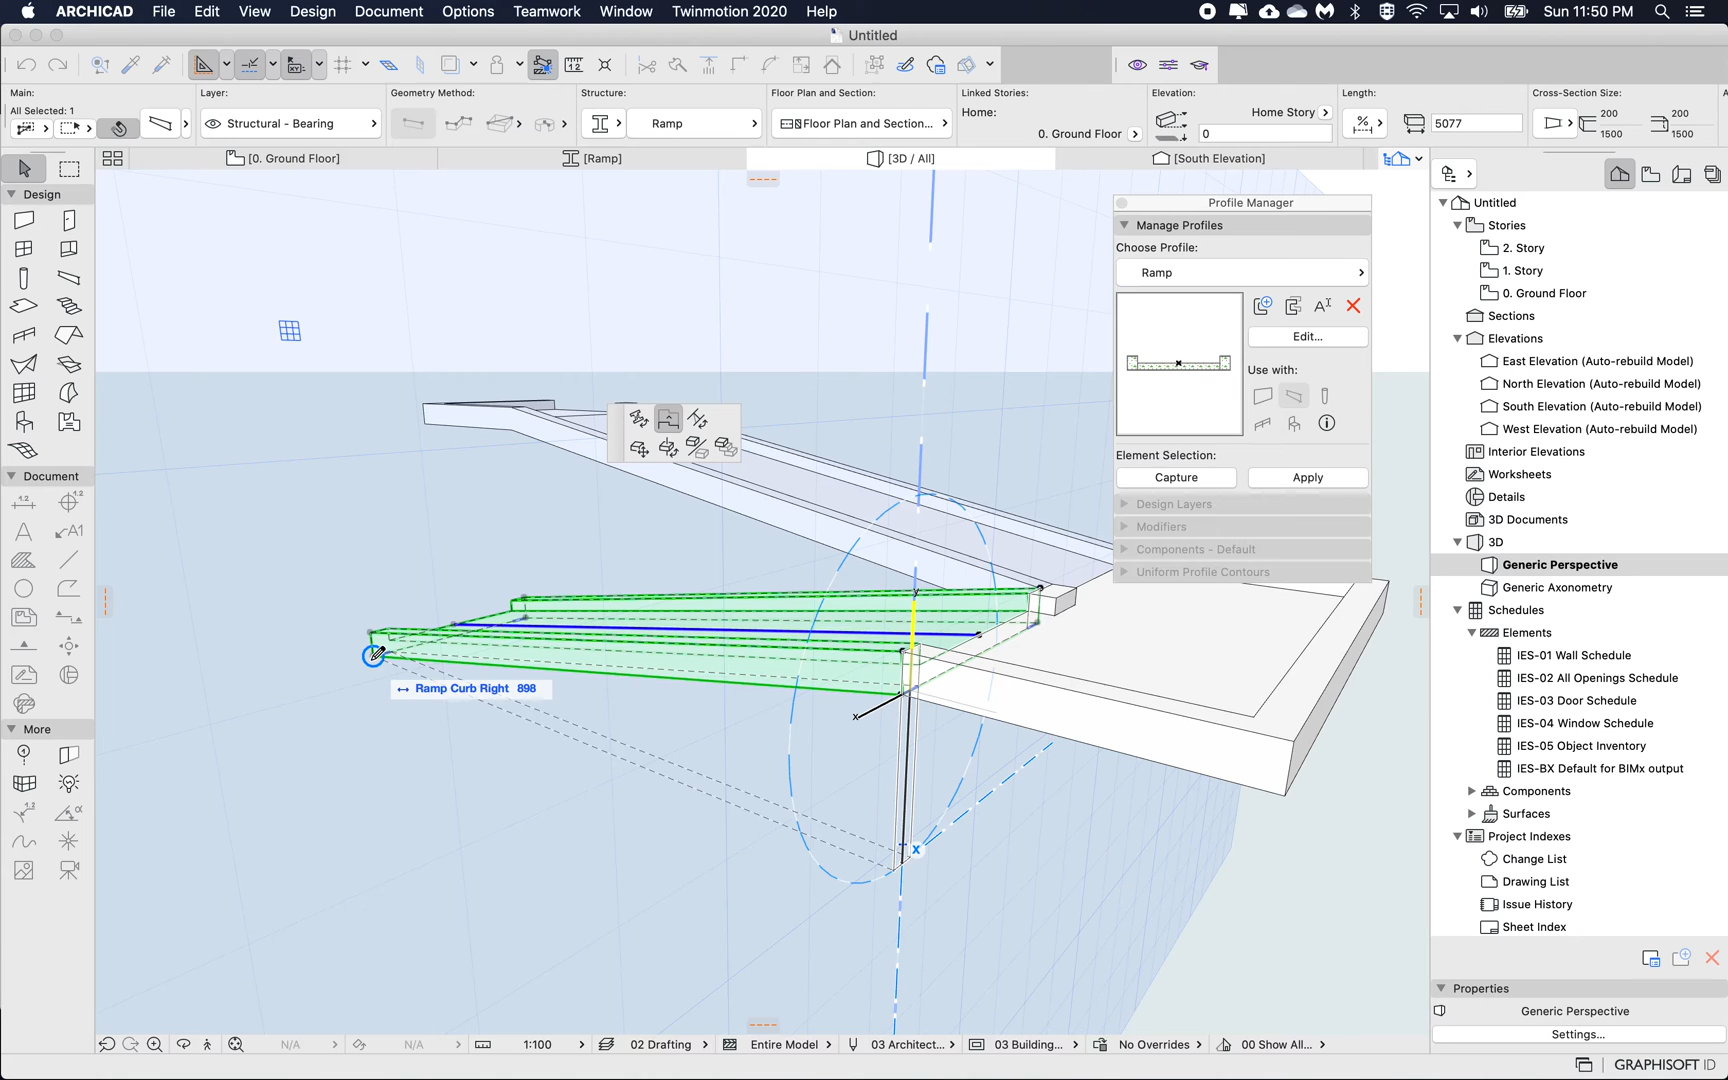 ARCHICAD File Edit View Design Document Options Teamwork Window Twinmotion 2020 Help Sun 11:50 PM
Untitled
Main:
All Selected: 1
Layer:
Structural - Bearing
Geometry Method:
Structure:
Ramp
Floor Plan and Section:
Floor Plan and Section...
Linked Stories:
Home:
0. Ground Floor
Elevation:
Home Story
0
Length:
5077
Cross-Section Size:
200
1500
200
1500
[0. Ground Floor]
[Ramp]
[3D / All]
[South Elevation]
Design
Document
1.2
1.2
A
A1
More
1.2
α
Profile Manager
Manage Profiles
Choose Profile:
Ramp
Edit...
Use with:
Element Selection:
Capture
Apply
Design Layers
Modifiers
Components - Default
Uniform Profile Contours
Ramp Curb Right 898
y
x
x
Untitled
Stories
2. Story
1. Story
0. Ground Floor
Sections
Elevations
East Elevation (Auto-rebuild Model)
North Elevation (Auto-rebuild Model)
South Elevation (Auto-rebuild Model)
West Elevation (Auto-rebuild Model)
Interior Elevations
Worksheets
Details
3D Documents
3D
Generic Perspective
Generic Axonometry
Schedules
Elements
IES-01 Wall Schedule
IES-02 All Openings Schedule
IES-03 Door Schedule
IES-04 Window Schedule
IES-05 Object Inventory
IES-BX Default for BIMx output
Components
Surfaces
Project Indexes
Change List
Drawing List
Issue History
Sheet Index
Properties
Generic Perspective
Settings...
N/A
N/A
1:100
02 Drafting
Entire Model
03 Architect...
03 Building...
No Overrides
00 Show All...
GRAPHISOFT ID